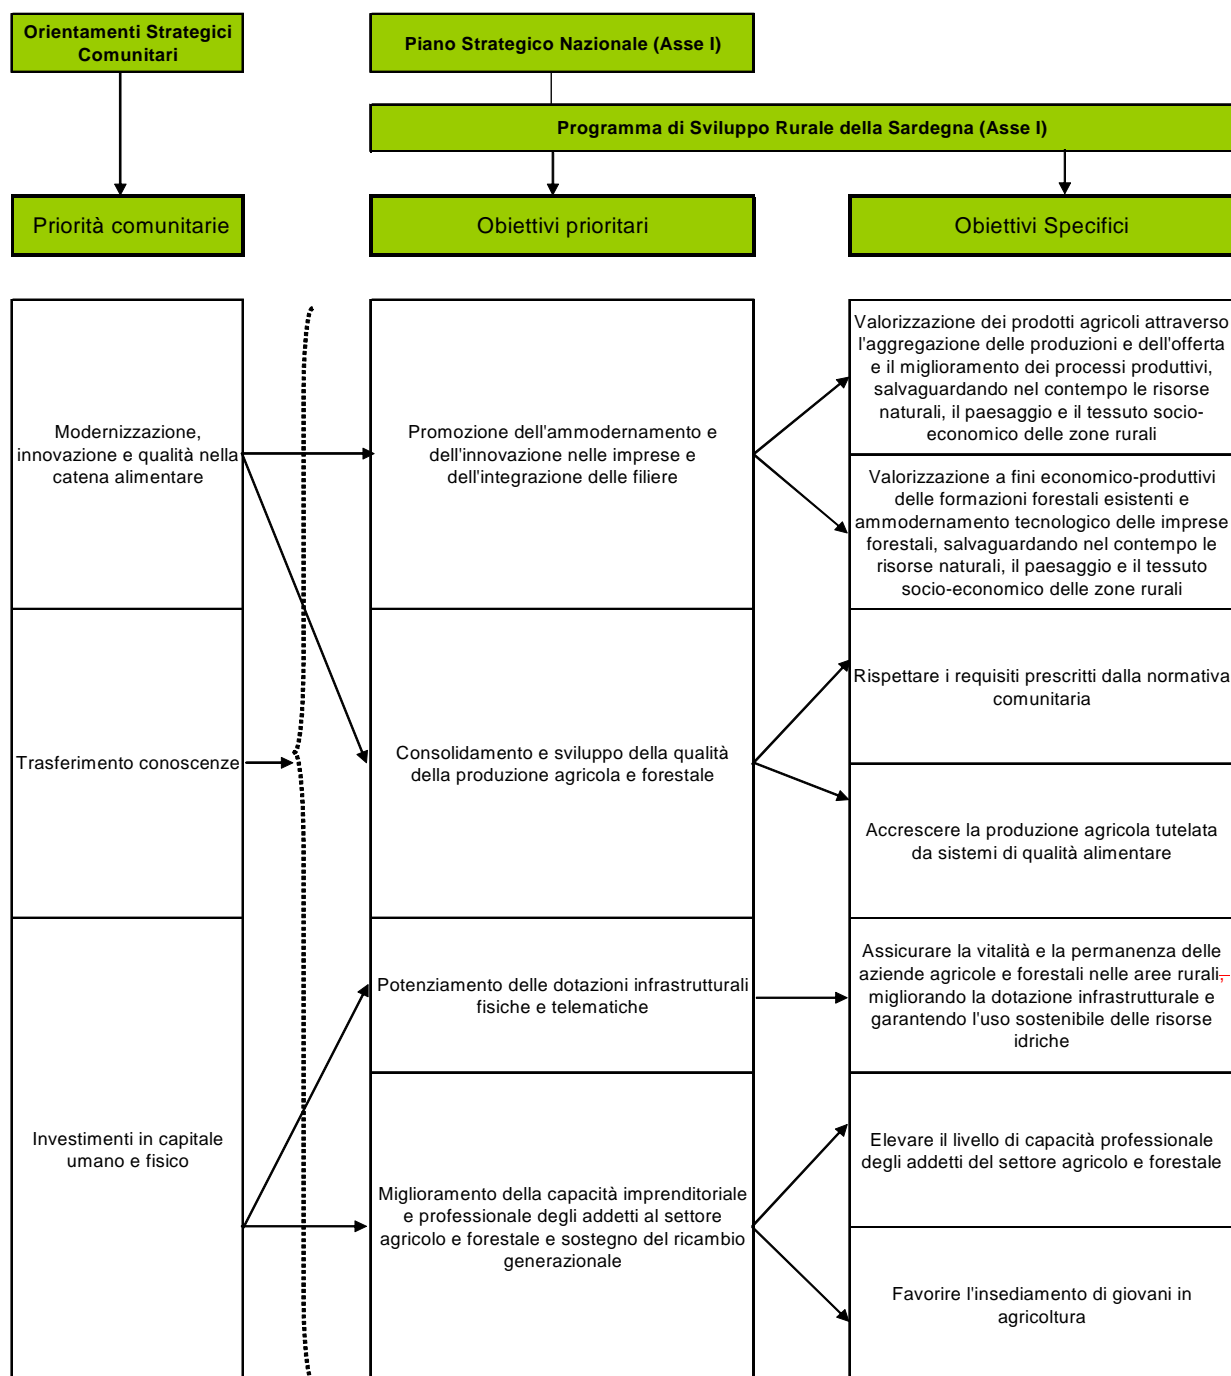 Orientamenti Strategici
Comunitari
Piano Strategico Nazionale (Asse I)
Programma di Sviluppo Rurale della Sardegna (Asse I)
Priorità comunitarie
Obiettivi prioritari
Obiettivi Specifici
Modernizzazione,
innovazione e qualità nella
catena alimentare
Promozione dell'ammodernamento e
dell'innovazione nelle imprese e
dell'integrazione delle filiere
Valorizzazione dei prodotti agricoli attraverso
l'aggregazione delle produzioni e dell'offerta
e il miglioramento dei processi produttivi,
salvaguardando nel contempo le risorse
naturali, il paesaggio e il tessuto socio-
economico delle zone rurali
Valorizzazione a fini economico-produttivi
delle formazioni forestali esistenti e
ammodernamento tecnologico delle imprese
forestali, salvaguardando nel contempo le
risorse naturali, il paesaggio e il tessuto
socio-economico delle zone rurali
Trasferimento conoscenze
Consolidamento e sviluppo della qualità
della produzione agricola e forestale
Rispettare i requisiti prescritti dalla normativa
comunitaria
Accrescere la produzione agricola tutelata
da sistemi di qualità alimentare
Investimenti in capitale
umano e fisico
Potenziamento delle dotazioni infrastrutturali
fisiche e telematiche
Assicurare la vitalità e la permanenza delle
aziende agricole e forestali nelle aree rurali,
migliorando la dotazione infrastrutturale e
garantendo l'uso sostenibile delle risorse
idriche
Miglioramento della capacità imprenditoriale
e professionale degli addetti al settore
agricolo e forestale e sostegno del ricambio
generazionale
Elevare il livello di capacità professionale
degli addetti del settore agricolo e forestale
Favorire l'insediamento di giovani in
agricoltura